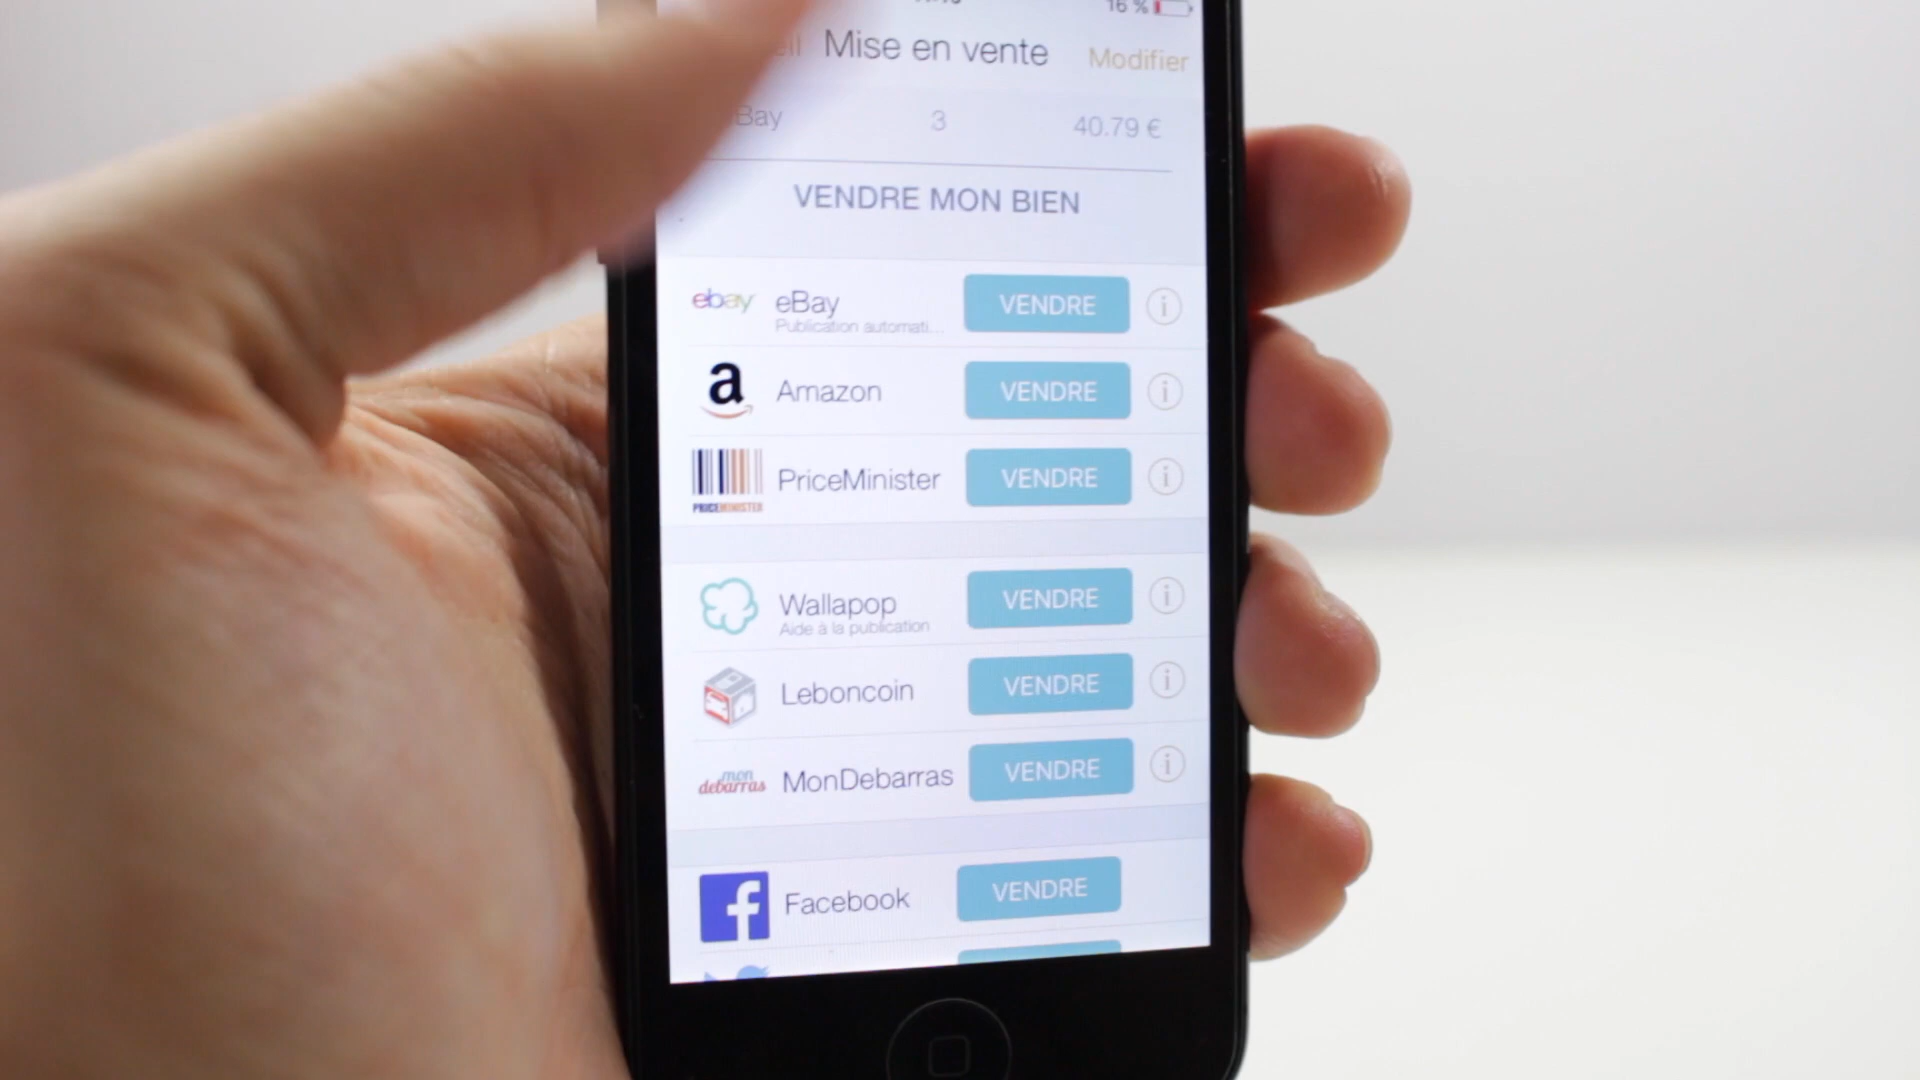 16 %
Mise en vente Modifier
Bay 3 40.79 €
VENDRE MON BIEN
ebay eBay VENDRE i
Publication automati...
a Amazon VENDRE i
PriceMinister VENDRE i
PRICEMINISTER
Wallapop VENDRE i
Aide à la publication
Leboncoin VENDRE i
mon
debarras MonDebarras VENDRE i
f Facebook VENDRE